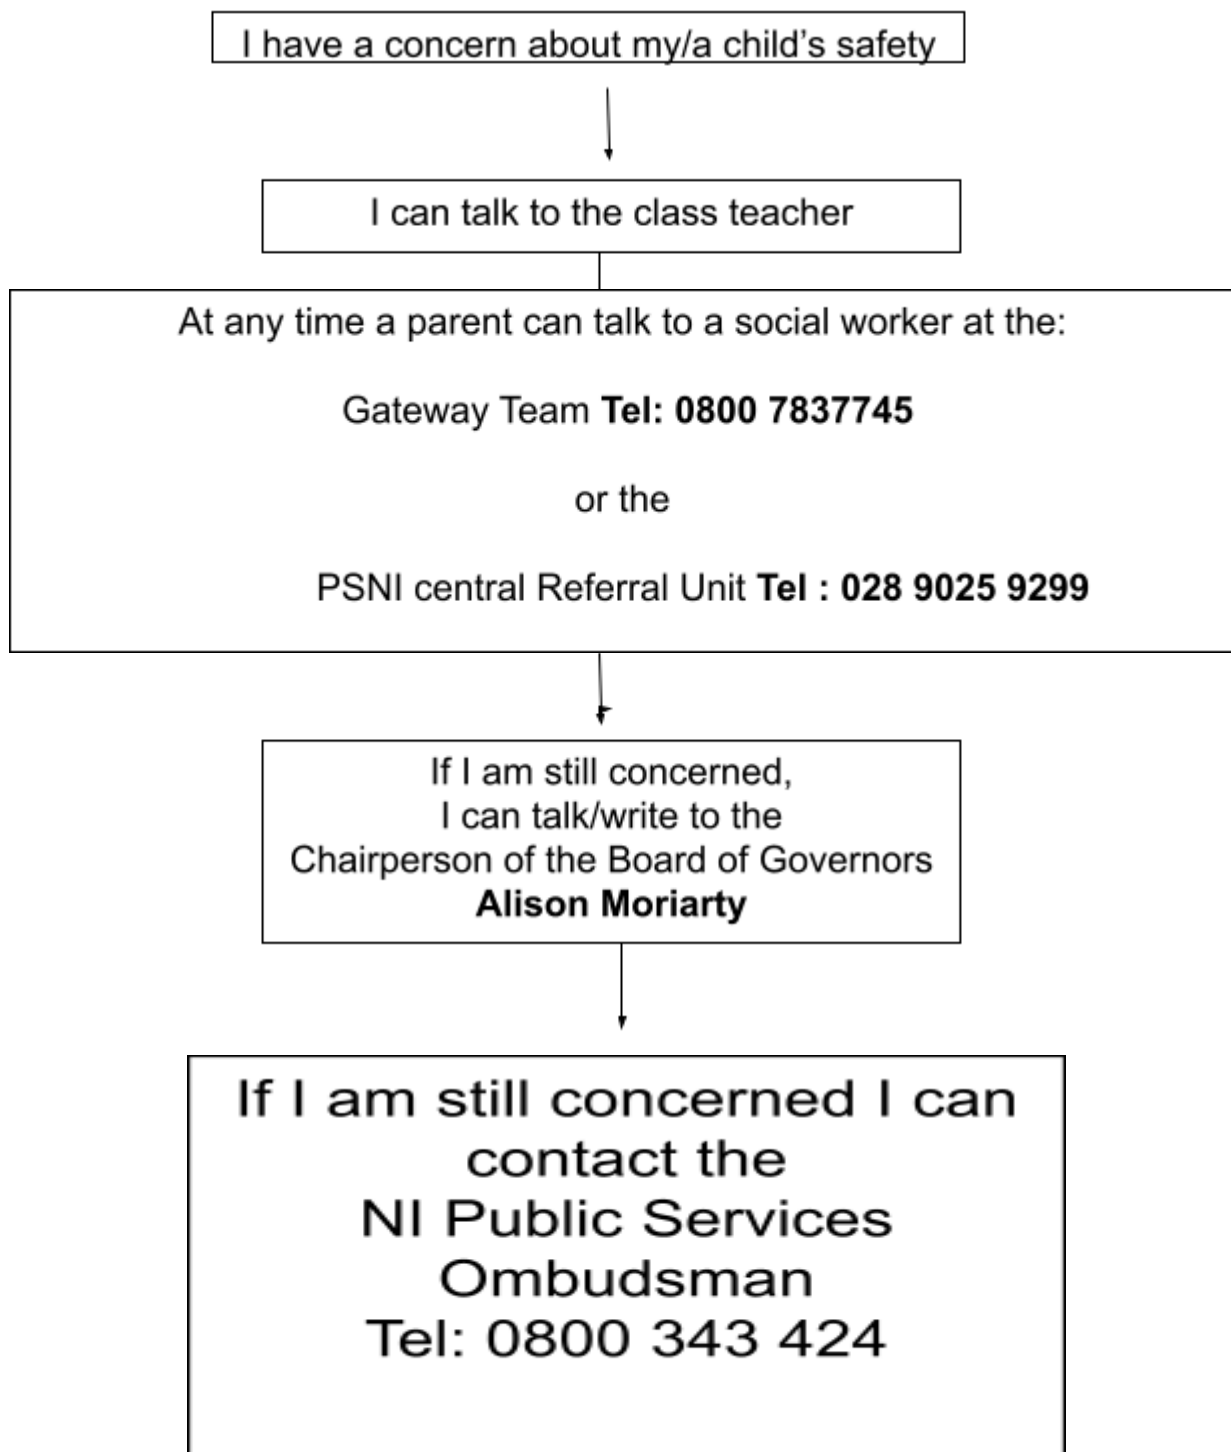 I have a concern about my/a child’s safety
I can talk to the class teacher
At any time a parent can talk to a social worker at the:
Gateway Team Tel: 0800 7837745
or the
PSNI central Referral Unit Tel : 028 9025 9299
If I am still concerned,
I can talk/write to the
Chairperson of the Board of Governors
Alison Moriarty
If I am still concerned I can
contact the
NI Public Services
Ombudsman
Tel: 0800 343 424